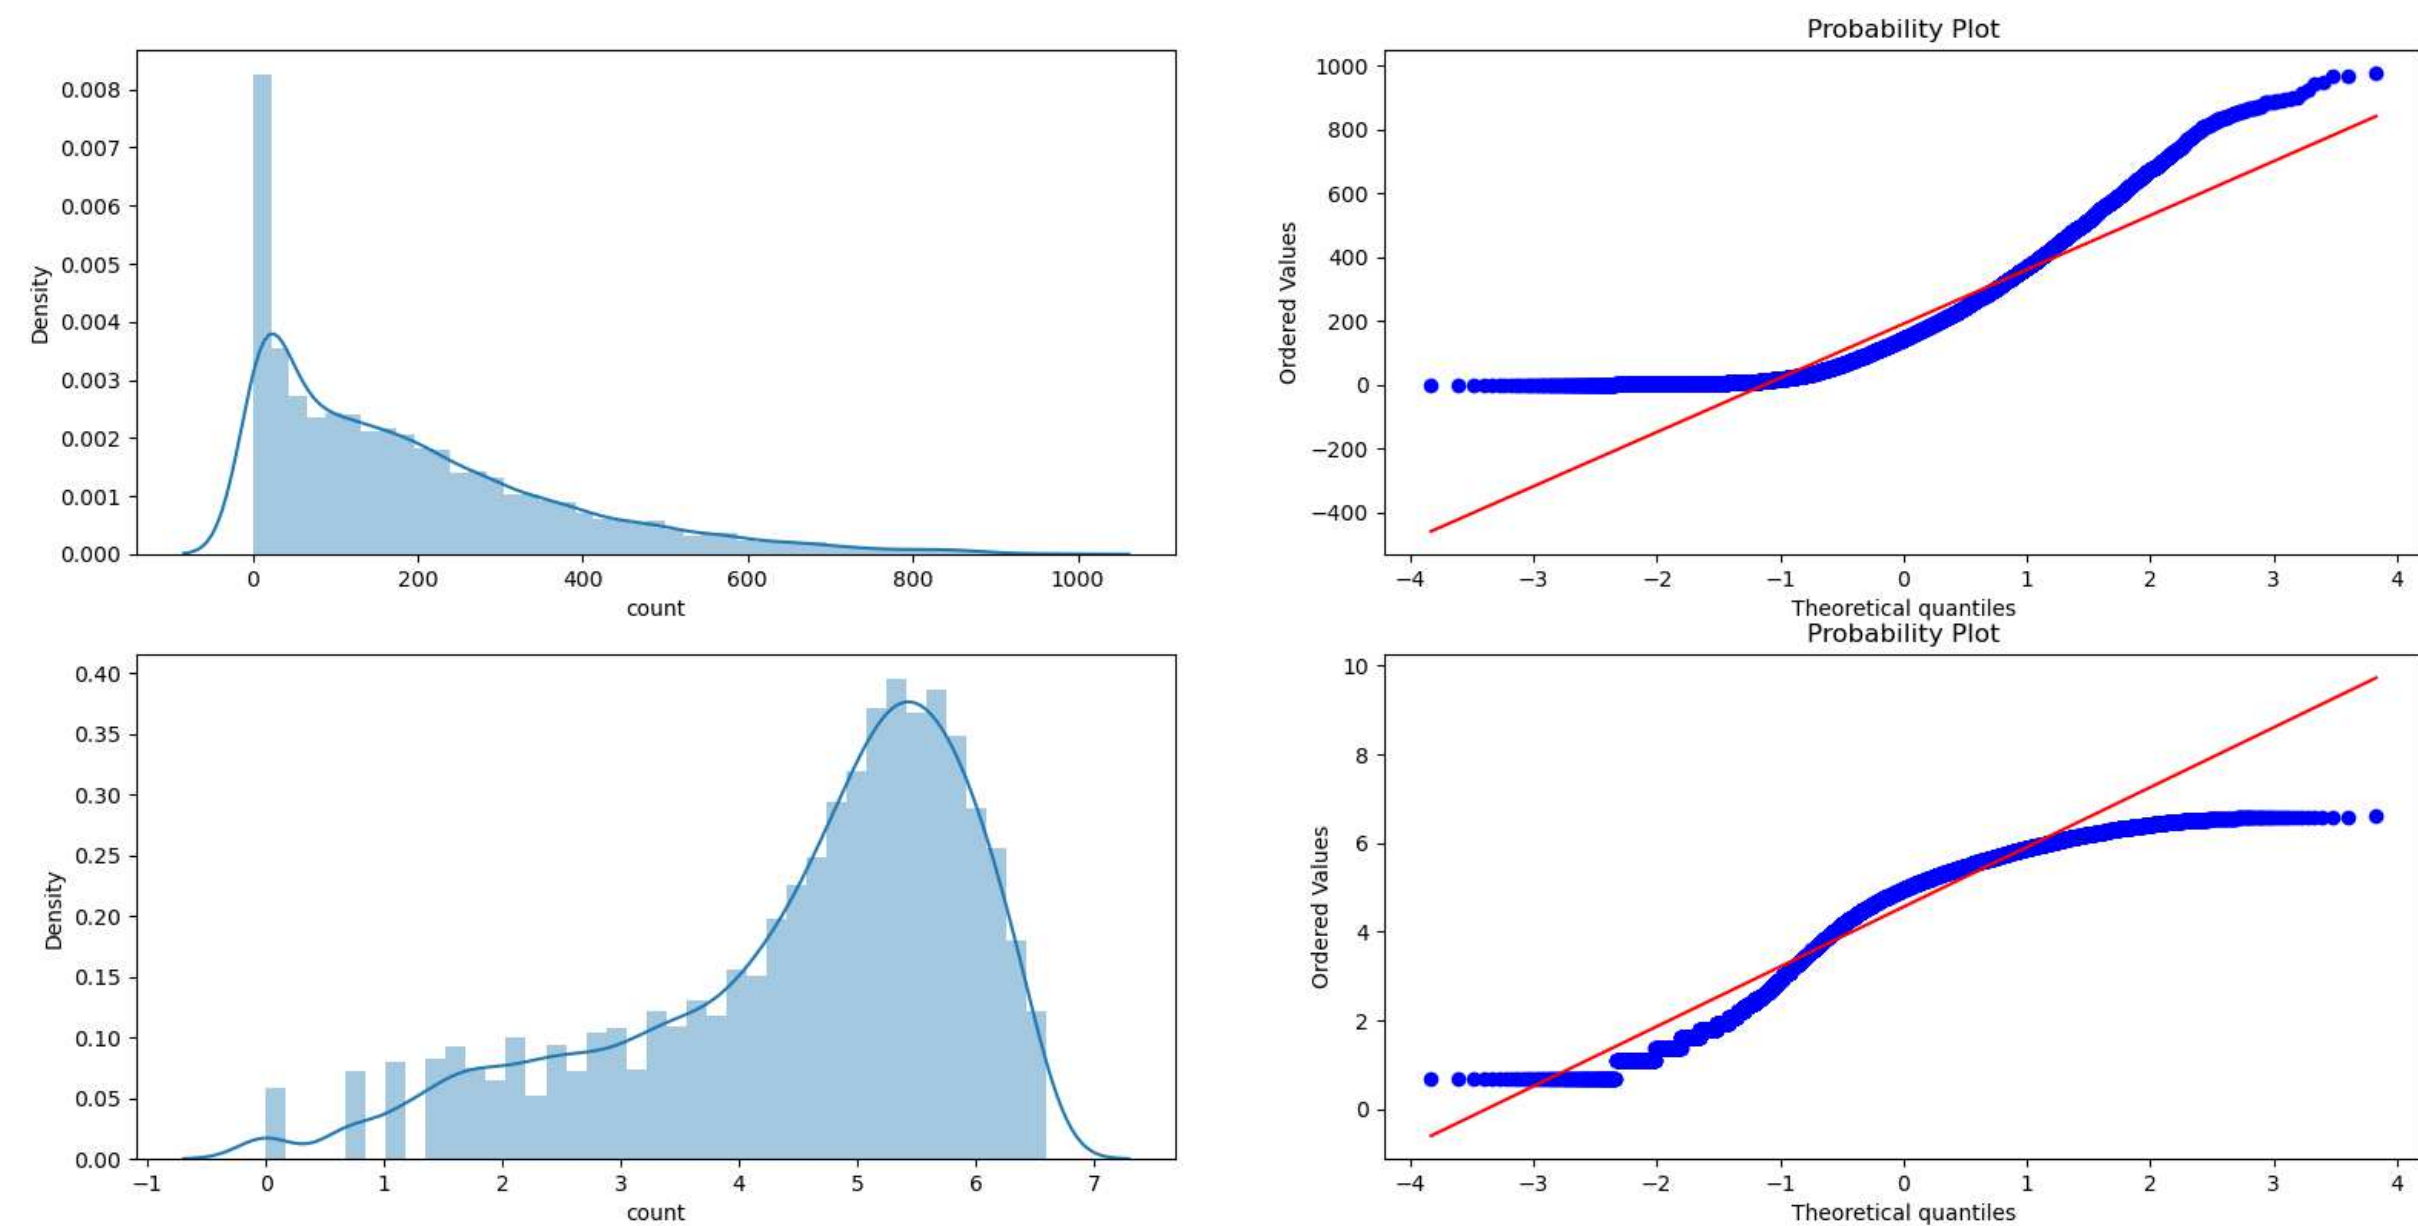 Probability Plot
0.008
0.007
0.006
0.005
0.004
0.003
0.002
0.001
0.000
Density
0 200 400 600 800 1000
count
1000
800
600
400
200
0
−200
−400
Ordered Values
−4 −3 −2 −1 0 1 2 3 4
Theoretical quantiles
Probability Plot
0.40
0.35
0.30
0.25
0.20
0.15
0.10
0.05
0.00
Density
−1 0 1 2 3 4 5 6 7
count
10
8
6
4
2
0
Ordered Values
−4 −3 −2 −1 0 1 2 3 4
Theoretical quantiles